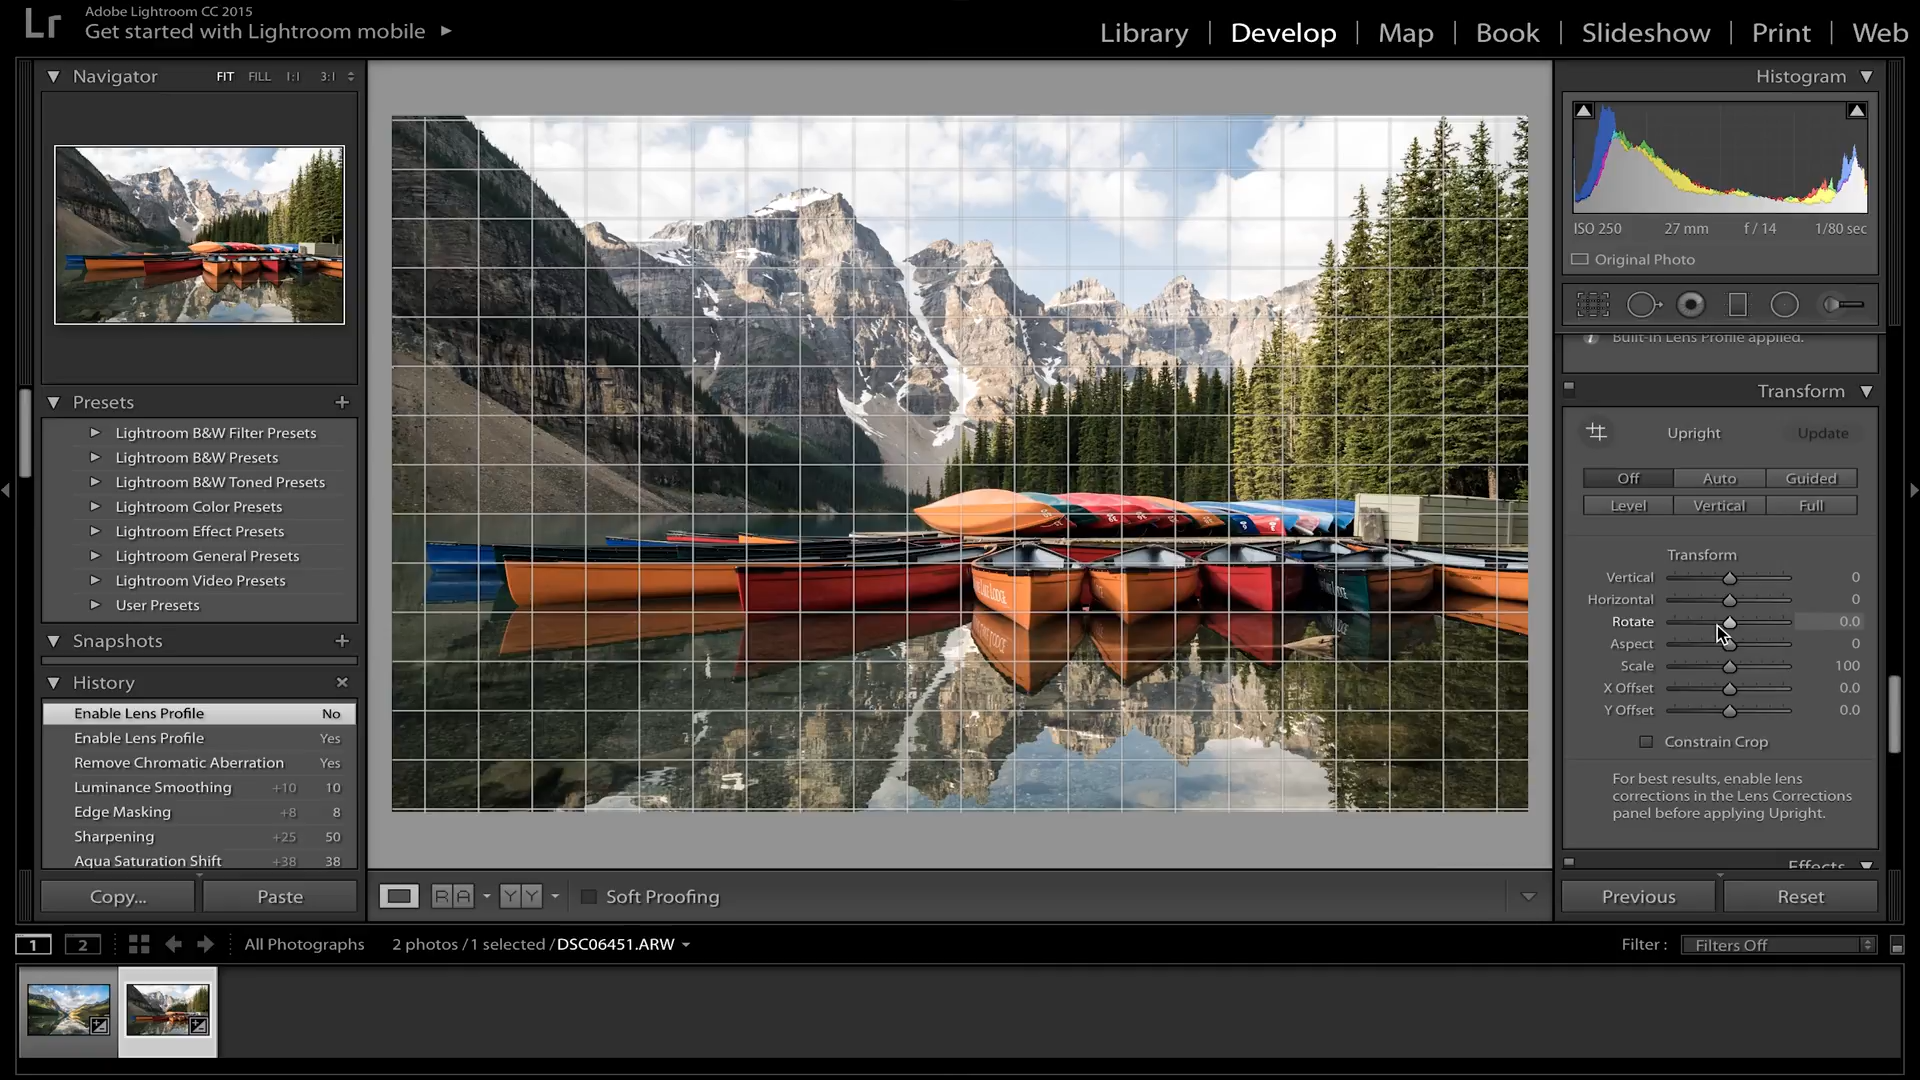 Lr
Adobe Lightroom CC 2015
Get started with Lightroom mobile
Library | Develop | Map | Book | Slideshow | Print | Web
Navigator FIT FILL 1:1 3:1
Histogram
ISO 250 27 mm f / 14 1/80 sec
Original Photo
Built-in Lens Profile applied.
Presets +
Lightroom B&W Filter Presets
Lightroom B&W Presets
Lightroom B&W Toned Presets
Lightroom Color Presets
Lightroom Effect Presets
Lightroom General Presets
Lightroom Video Presets
User Presets
Snapshots +
History
Enable Lens Profile No
Enable Lens Profile Yes
Remove Chromatic Aberration Yes
Luminance Smoothing +10 10
Edge Masking +8 8
Sharpening +25 50
Aqua Saturation Shift +38 38
Copy... Paste
Transform
Upright Update
Off Auto Guided
Level Vertical Full
Transform
Vertical 0
Horizontal 0
Rotate 0.0
Aspect 0
Scale 100
X Offset 0.0
Y Offset 0.0
Constrain Crop
For best results, enable lens
corrections in the Lens Corrections
panel before applying Upright.
Effects
Previous Reset
R A Y Y Soft Proofing
1 2 All Photographs 2 photos / 1 selected / DSC06451.ARW
Filter : Filters Off